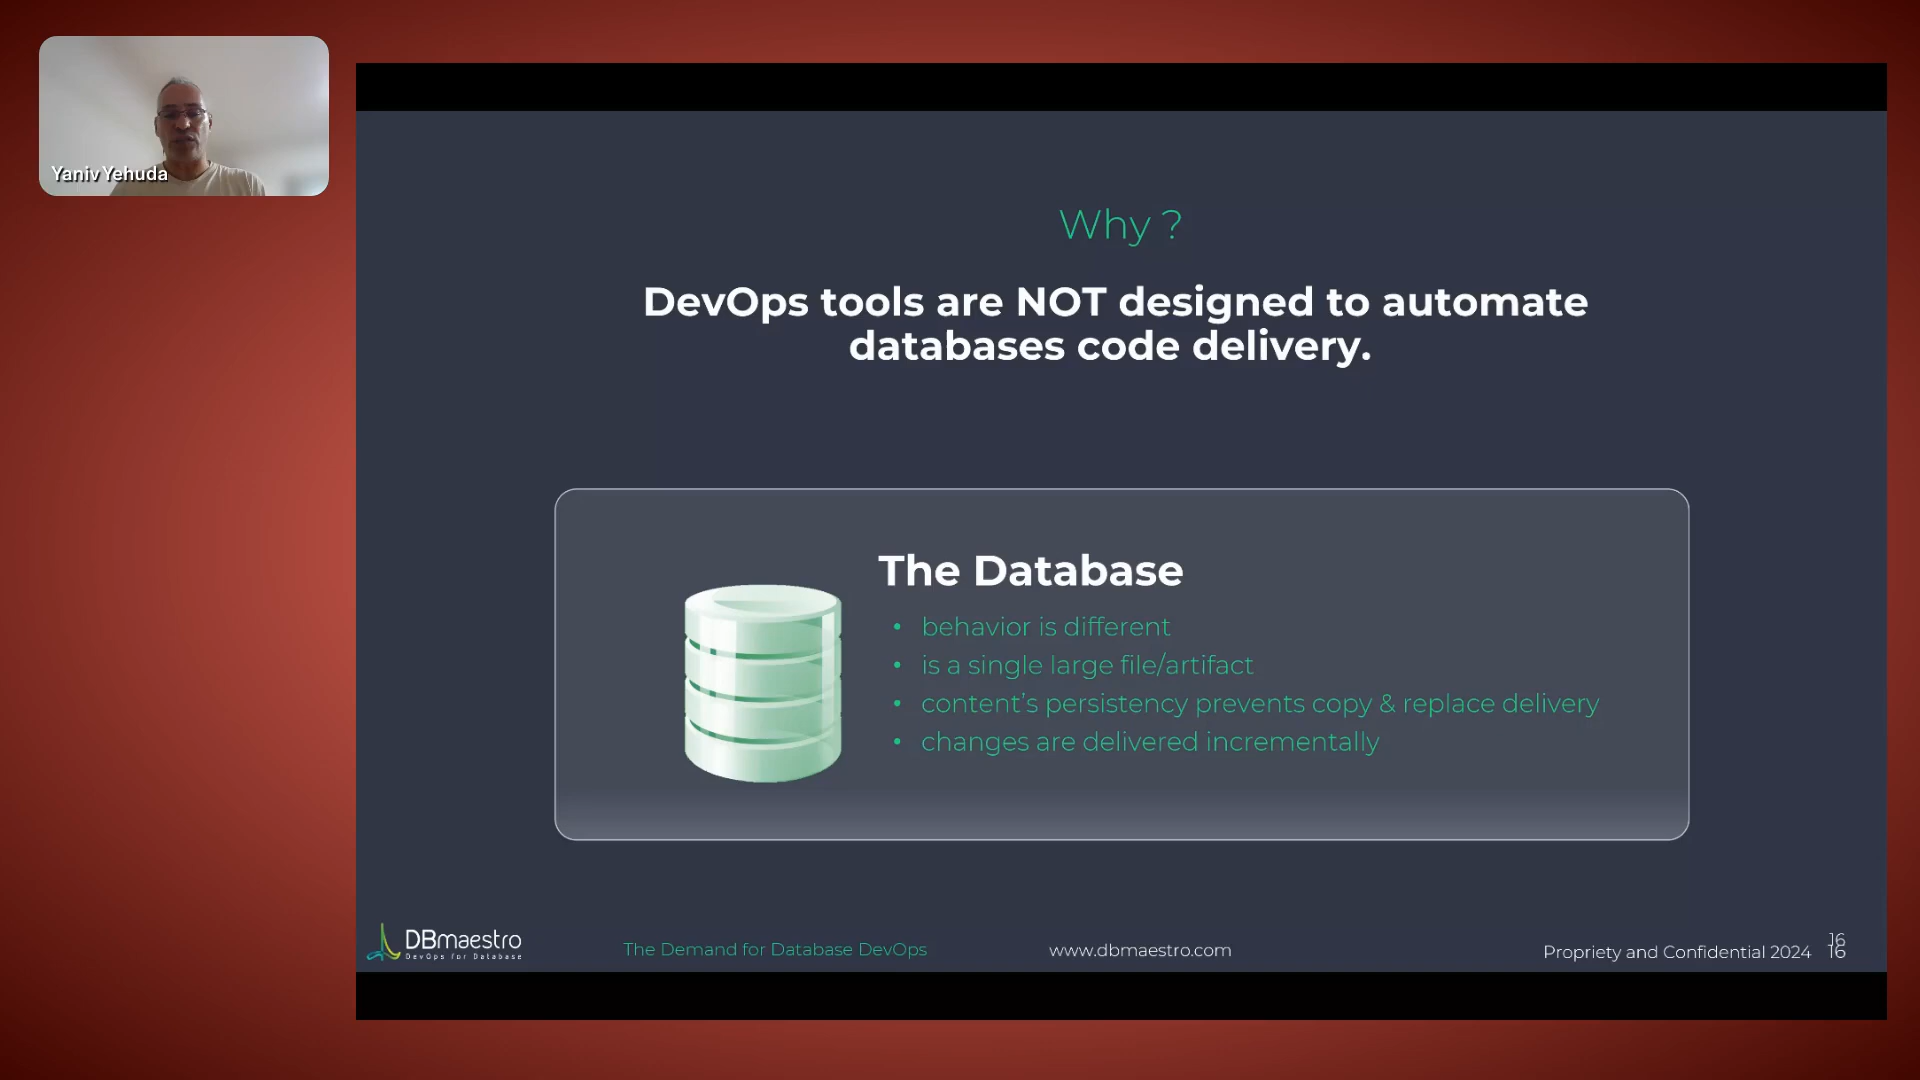 Yaniv Yehuda
Why ?
DevOps tools are NOT designed to automate
databases code delivery.
The Database
• behavior is different
• is a single large file/artifact
• content's persistency prevents copy & replace delivery
• changes are delivered incrementally
DBmaestro
DevOps for Database
The Demand for Database DevOps
www.dbmaestro.com
Propriety and Confidential 2024
16
16